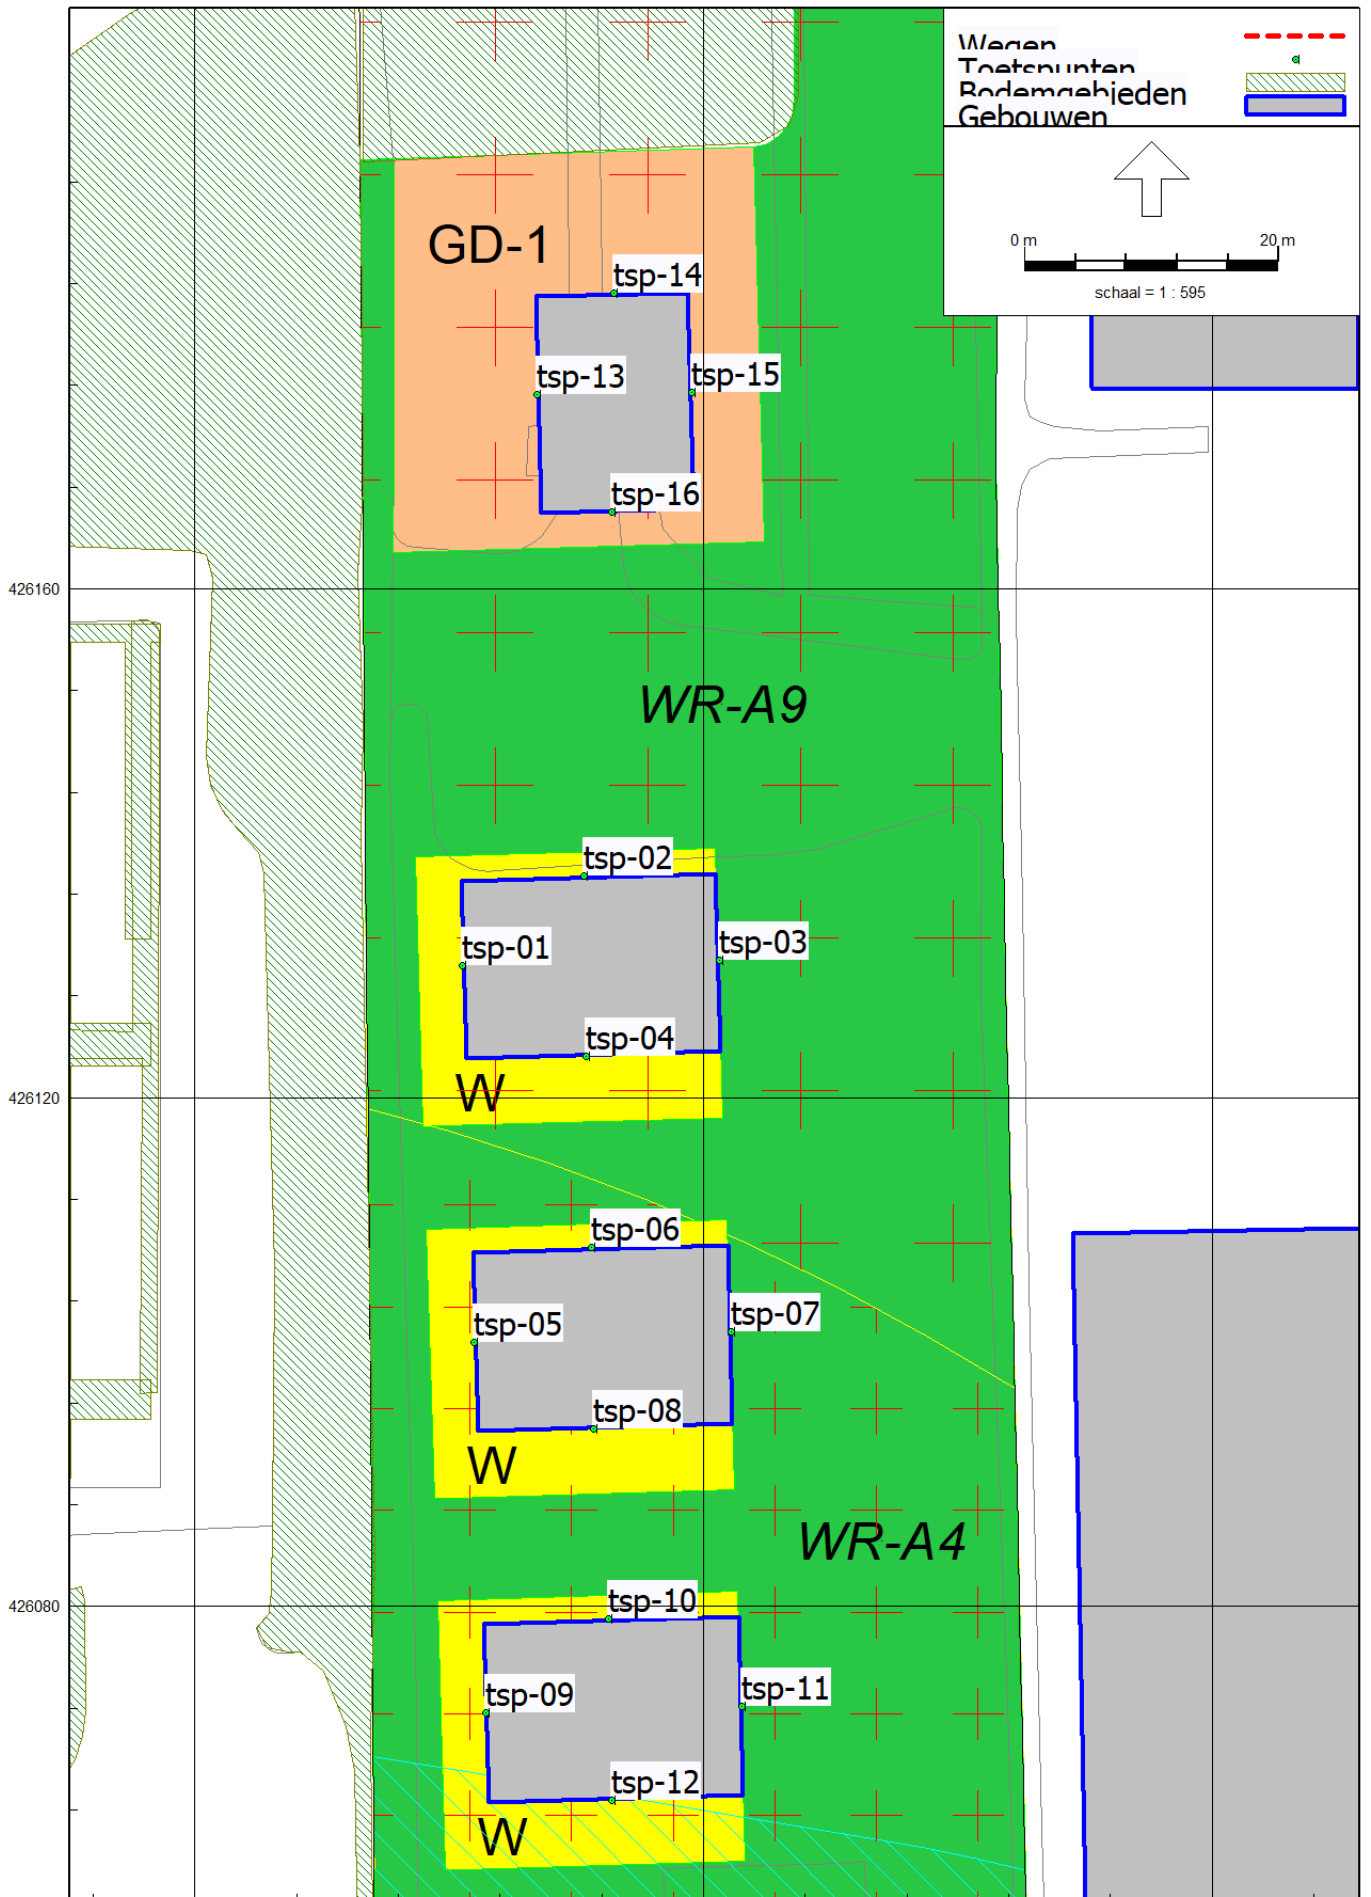 Wegen
Toetspunten
Bodemgebieden
Gebouwen
0 m
20 m
schaal = 1 : 595
GD-1
tsp-14
tsp-13
tsp-15
tsp-16
426160
WR-A9
tsp-02
tsp-01
tsp-03
tsp-04
W
426120
tsp-06
tsp-07
tsp-05
tsp-08
W
WR-A4
426080
tsp-10
tsp-09
tsp-11
tsp-12
W